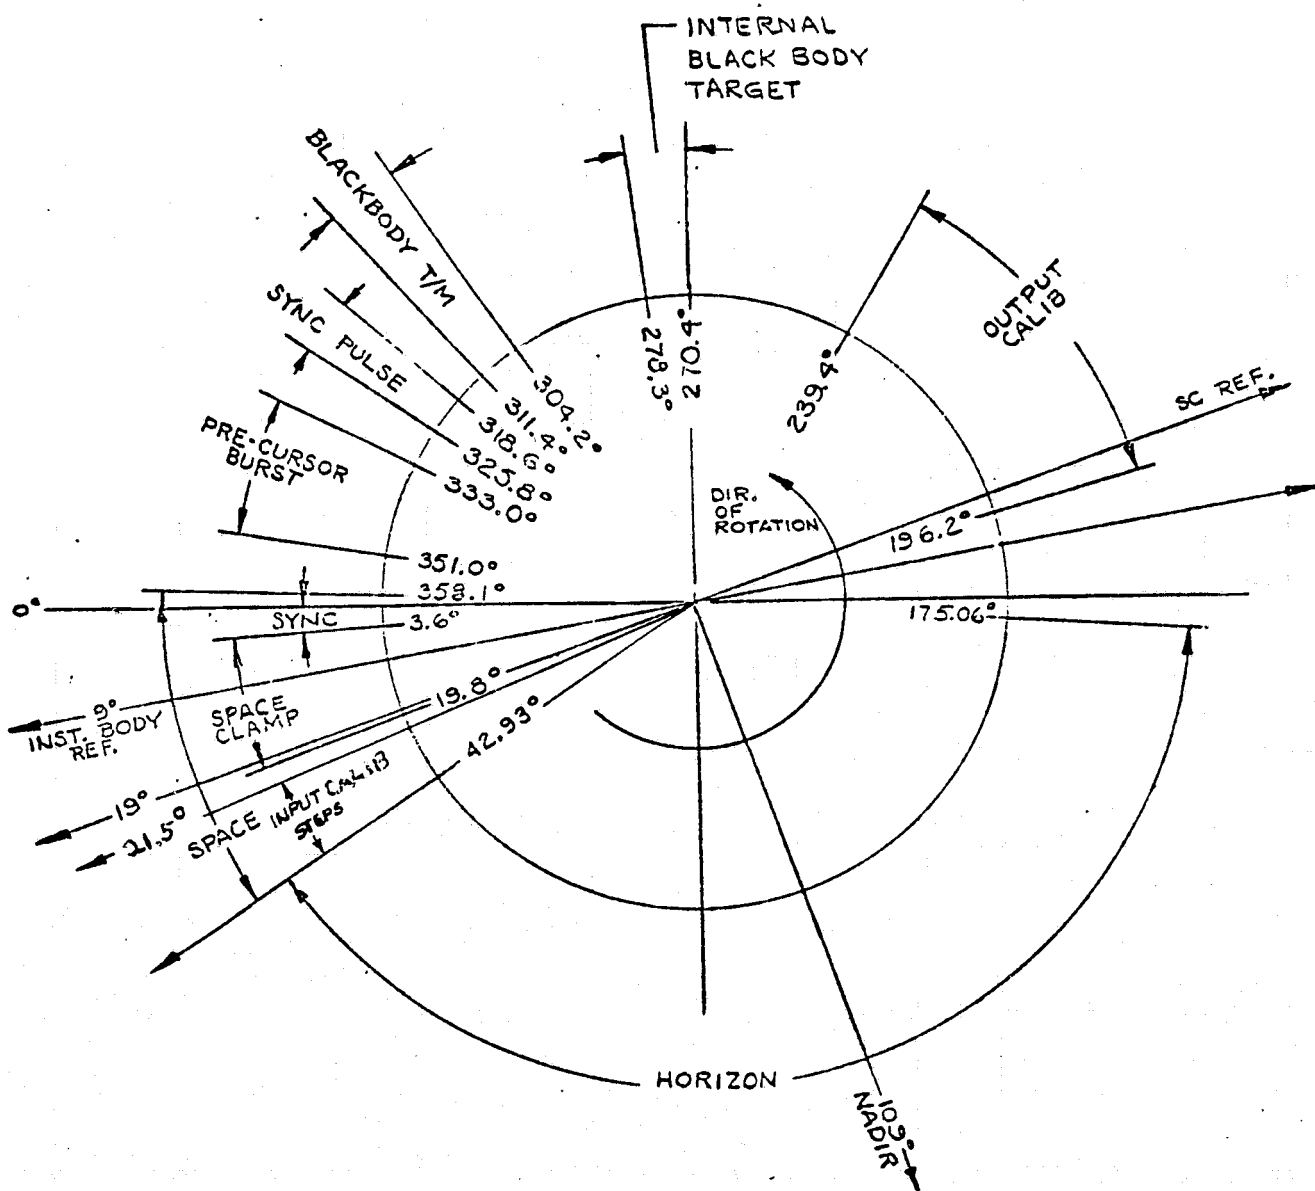 INTERNAL
BLACK BODY
TARGET
BLACKBODY T/M
SYNC PULSE
PRE-CURSOR
BURST
304.2°
311.4°
318.6°
325.8°
333.0°
351.0°
358.1°
0°
SYNC
3.6°
278.3°
270.4°
239.4°
OUTPUT
CALIB
SC REF.
DIR.
OF
ROTATION
196.2°
175.06°
9°
INST. BODY
REF.
SPACE
CLAMP
19.8°
42.93°
19°
21.5°
SPACE
INPUT CALIB
STEPS
HORIZON
109°
NADIR